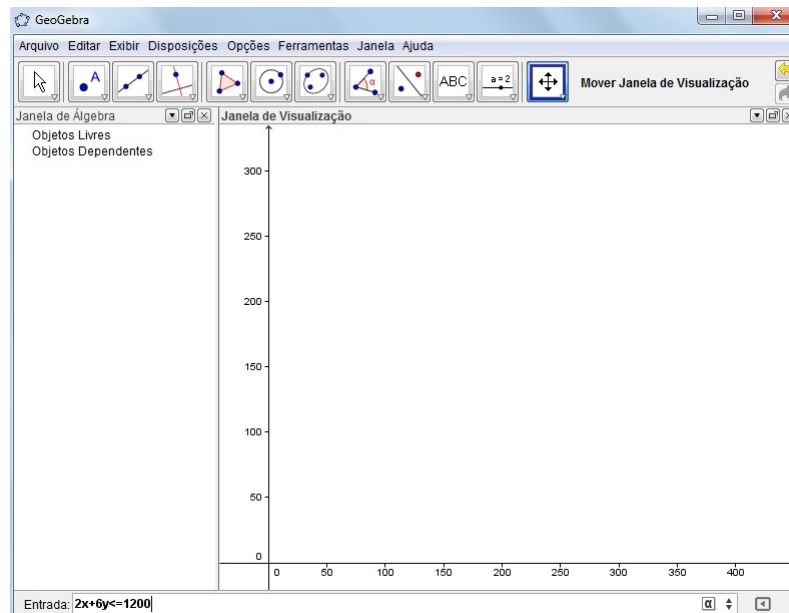 GeoGebra
Arquivo Editar Exibir Disposições Opções Ferramentas Janela Ajuda
A
α
ABC
a = 2
Mover Janela de Visualização
Janela de Álgebra
Janela de Visualização
Objetos Livres
Objetos Dependentes
300
250
200
150
100
50
0
0 50 100 150 200 250 300 350 400
Entrada: 2x+6y<=1200
α